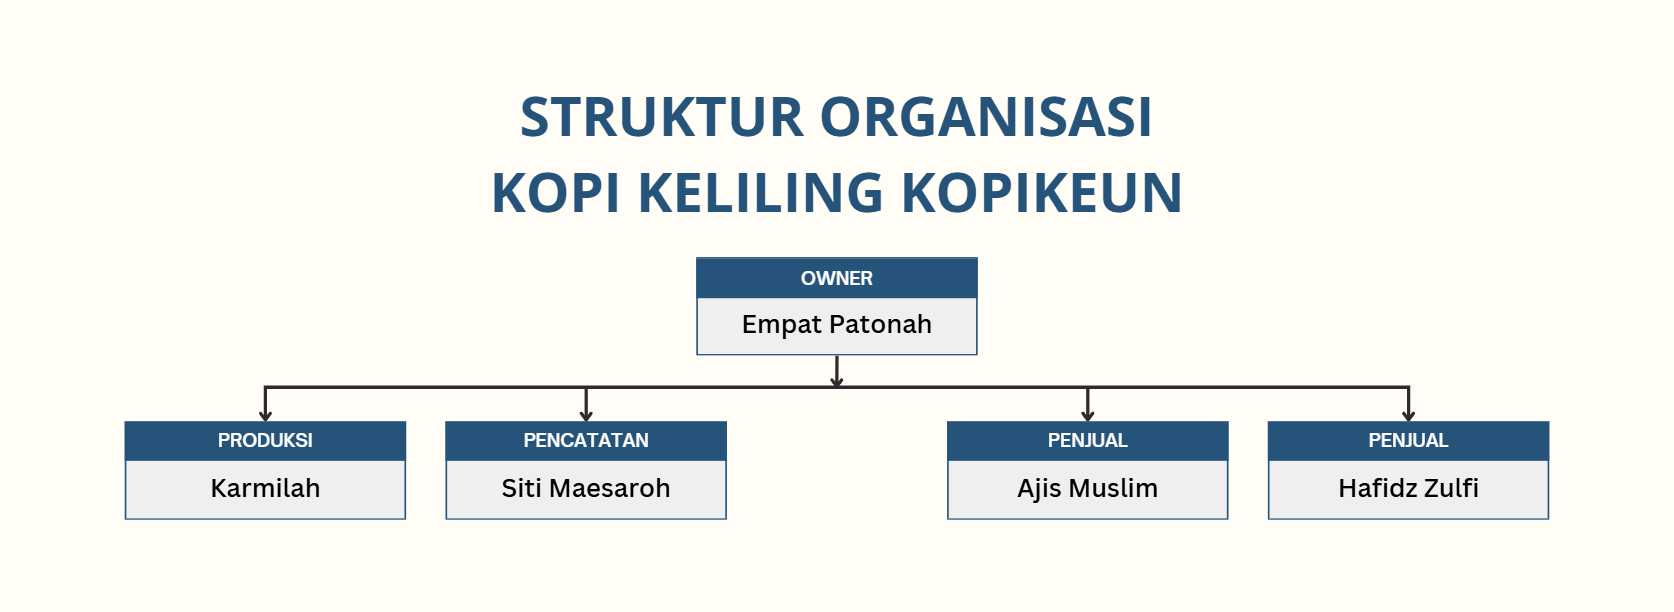 STRUKTUR ORGANISASI
KOPI KELILING KOPIKEUN
OWNER
Empat Patonah
PRODUKSI
Karmilah
PENCATATAN
Siti Maesaroh
PENJUAL
Ajis Muslim
PENJUAL
Hafidz Zulfi